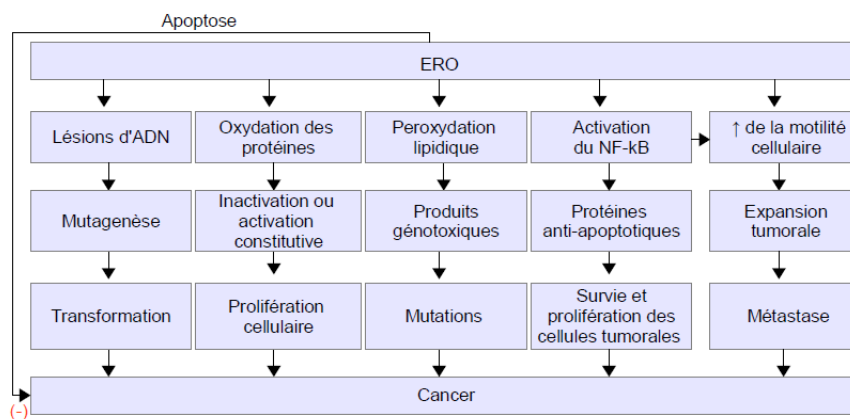 Apoptose
ERO
Lésions d'ADN
Oxydation des
protéines
Peroxydation
lipidique
Activation
du NF-kB
↑ de la motilité
cellulaire
Mutagenèse
Inactivation ou
activation
constitutive
Produits
génotoxiques
Protéines
anti-apoptotiques
Expansion
tumorale
Transformation
Prolifération
cellulaire
Mutations
Survie et
prolifération des
cellules tumorales
Métastase
Cancer
(-)